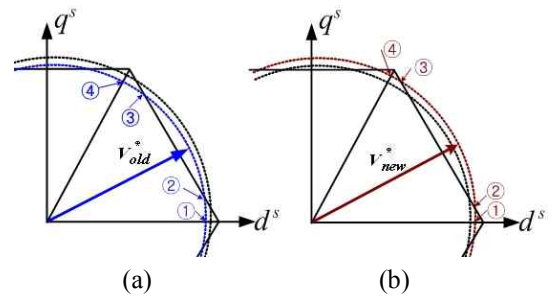 q^s
④
③
V*_old
②
①
d^s
(a)
q^s
④
③
V*_new
②
①
d^s
(b)